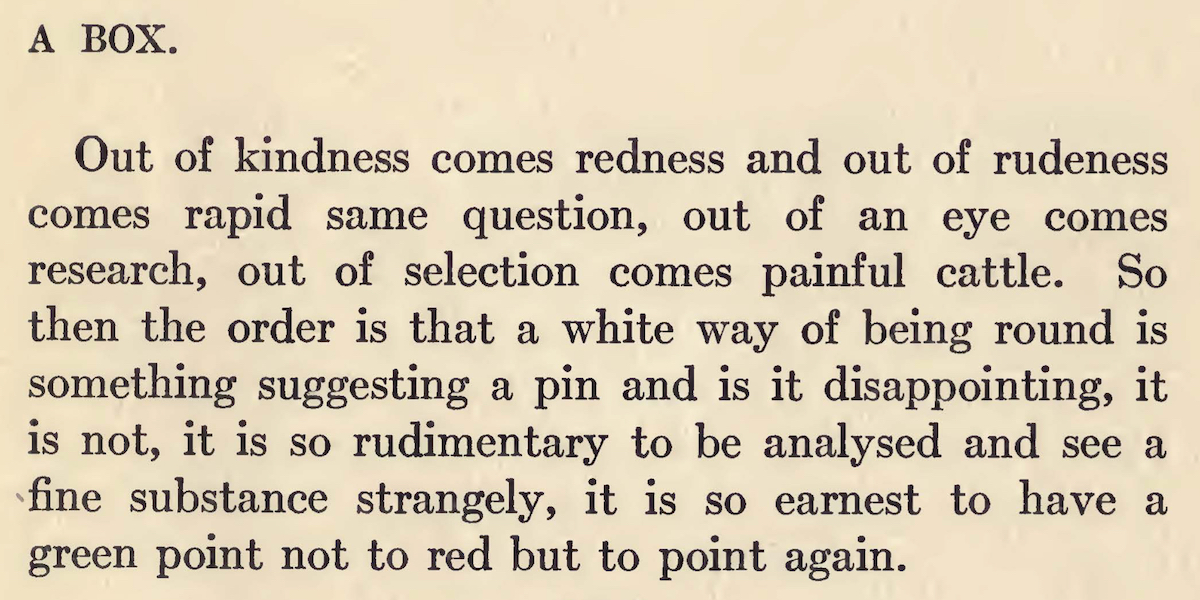 A BOX.
Out of kindness comes redness and out of rudeness
comes rapid same question, out of an eye comes
research, out of selection comes painful cattle. So
then the order is that a white way of being round is
something suggesting a pin and is it disappointing, it
is not, it is so rudimentary to be analysed and see a
fine substance strangely, it is so earnest to have a
green point not to red but to point again.